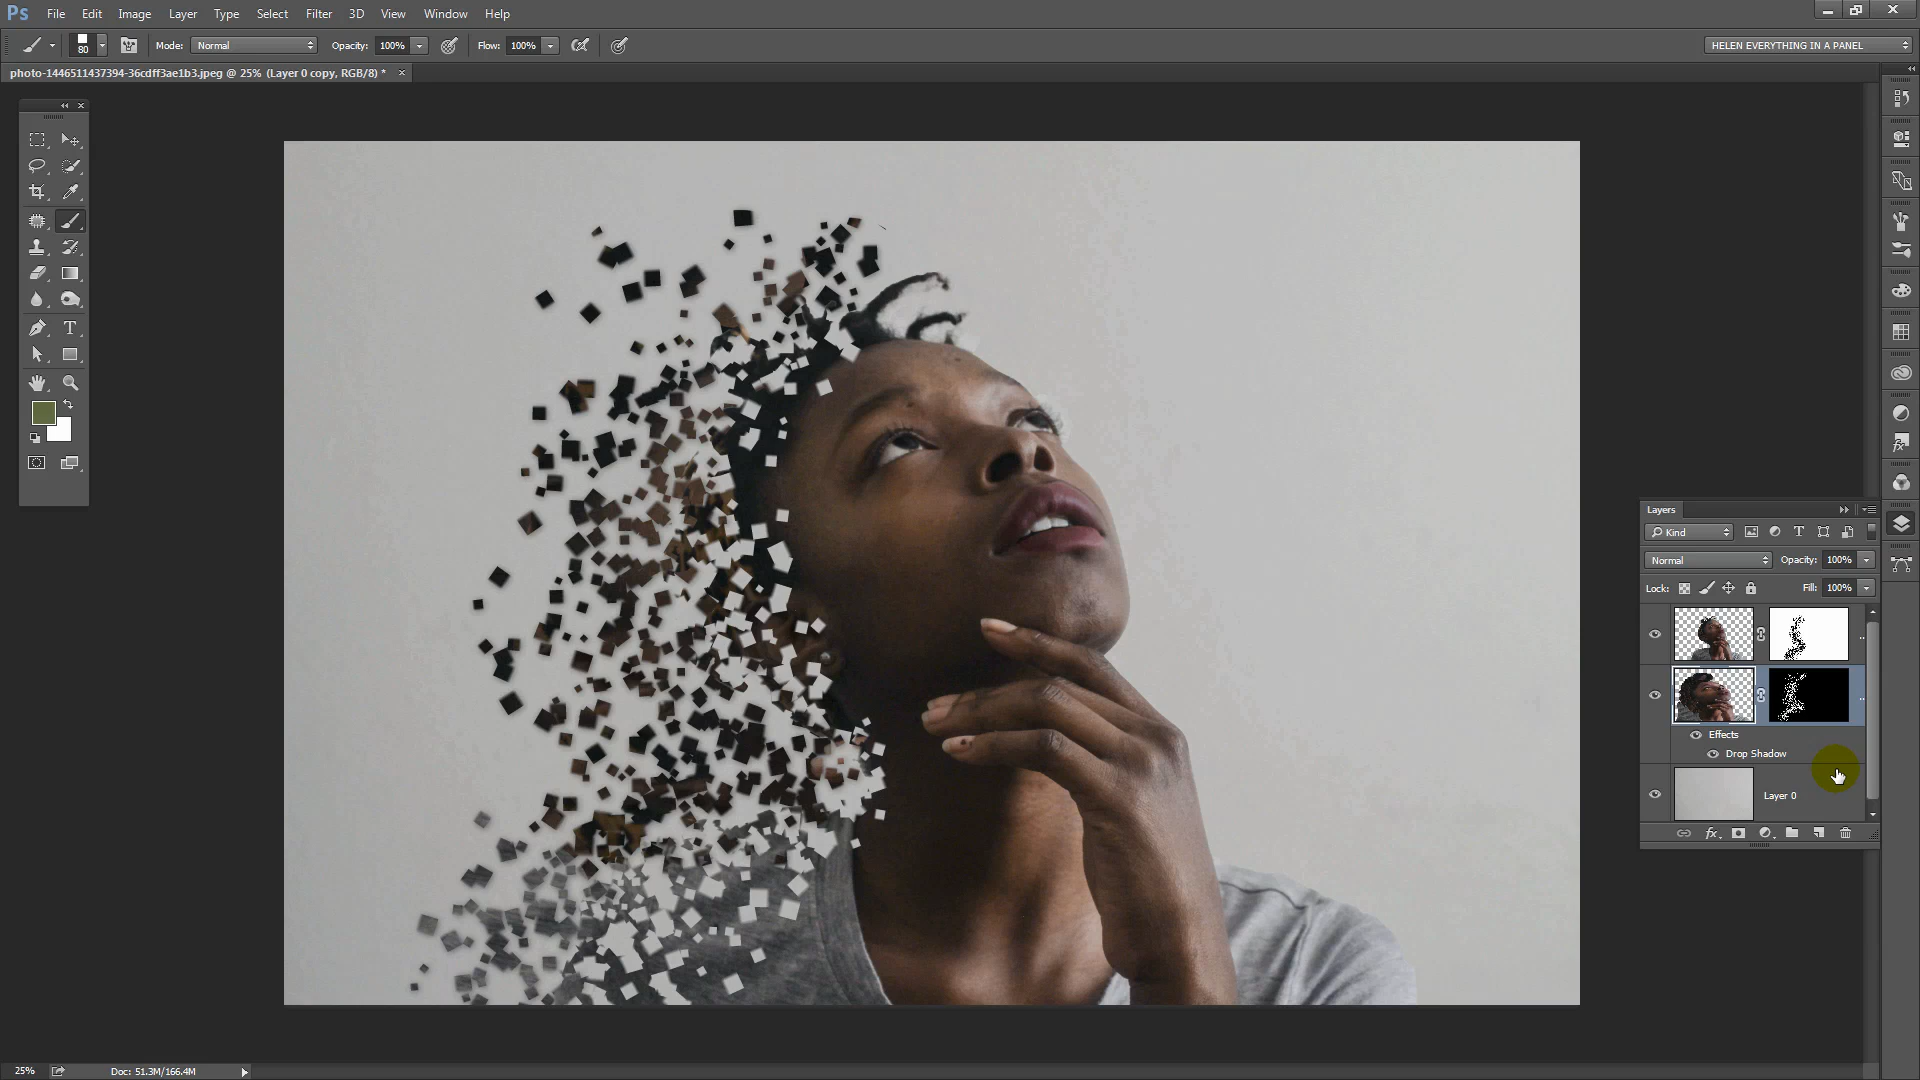 Ps File Edit Image Layer Type Select Filter 3D View Window Help
80 Mode: Normal Opacity: 100% Flow: 100% HELEN EVERYTHING IN A PANEL
photo-1446511437394-36cdff3ae1b3.jpeg @ 25% (Layer 0 copy, RGB/8) *
Layers
Kind
Normal Opacity: 100%
Lock: Fill: 100%
Effects
Drop Shadow
Layer 0
fx
25% Doc: 51.3M/166.4M